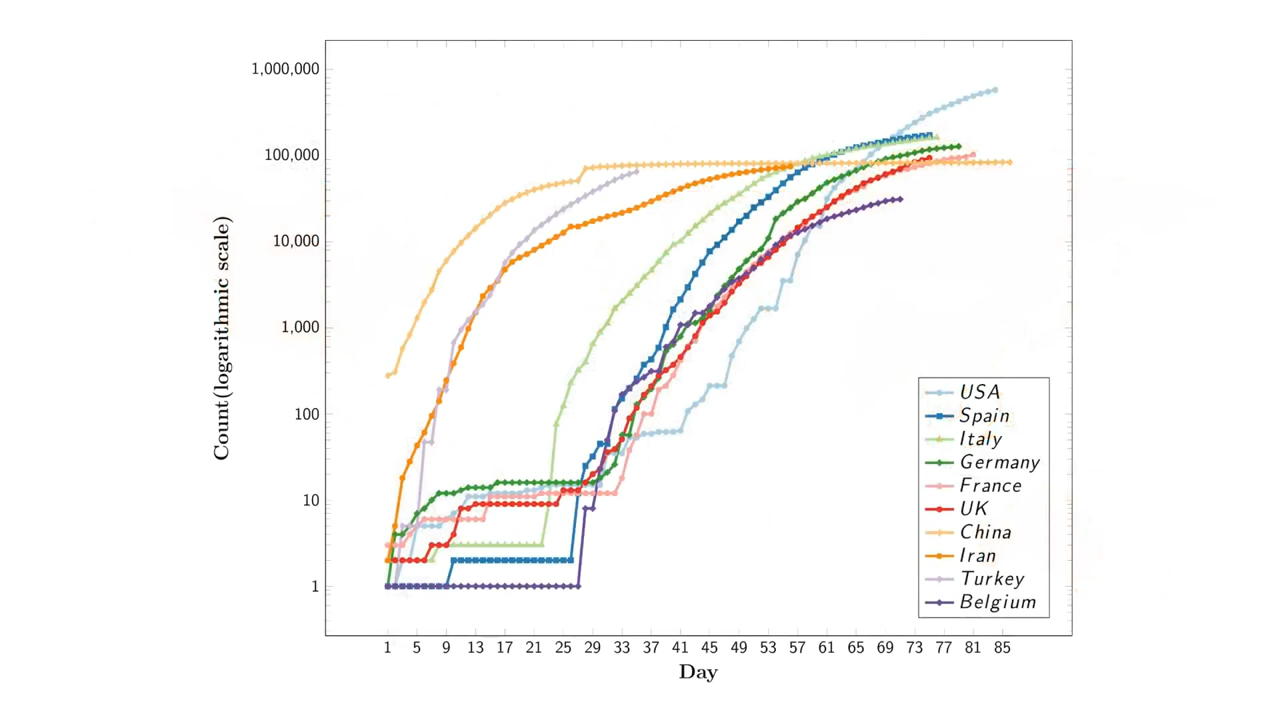 1,000,000
100,000
10,000
1,000
100
10
1
Count(logarithmic scale)
USA
Spain
Italy
Germany
France
UK
China
Iran
Turkey
Belgium
1 5 9 13 17 21 25 29 33 37 41 45 49 53 57 61 65 69 73 77 81 85
Day